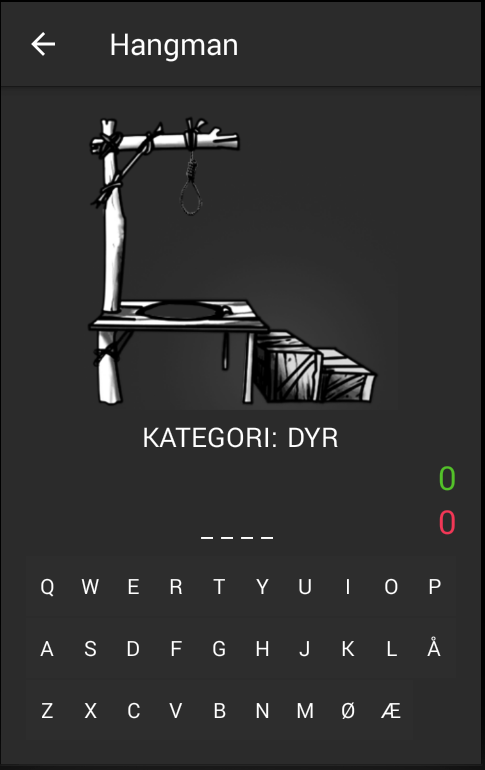 Hangman
KATEGORI: DYR
0
0
_ _ _ _
Q W E R T Y U I O P
A S D F G H J K L Å
Z X C V B N M Ø Æ